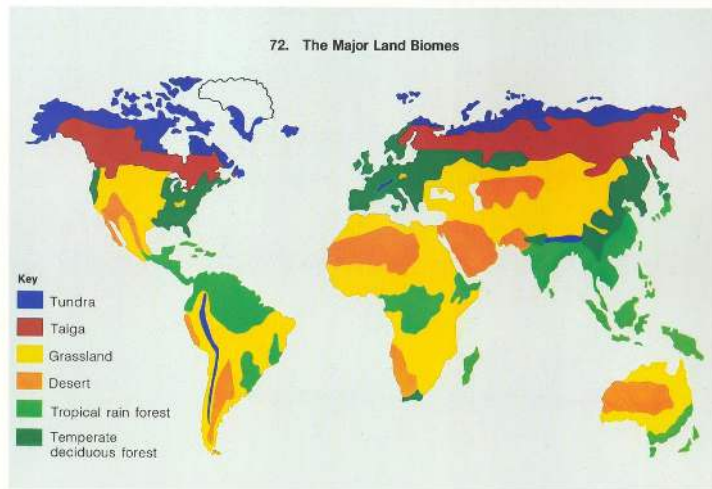 72. The Major Land Biomes
Key
Tundra
Taiga
Grassland
Desert
Tropical rain forest
Temperate
deciduous forest